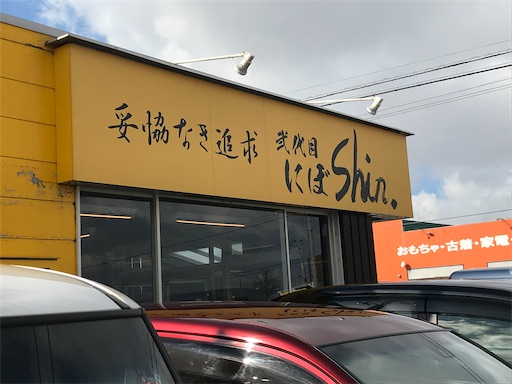 妥協なき追求 弐代目
にぼShin.
おもちゃ・古着・家電・